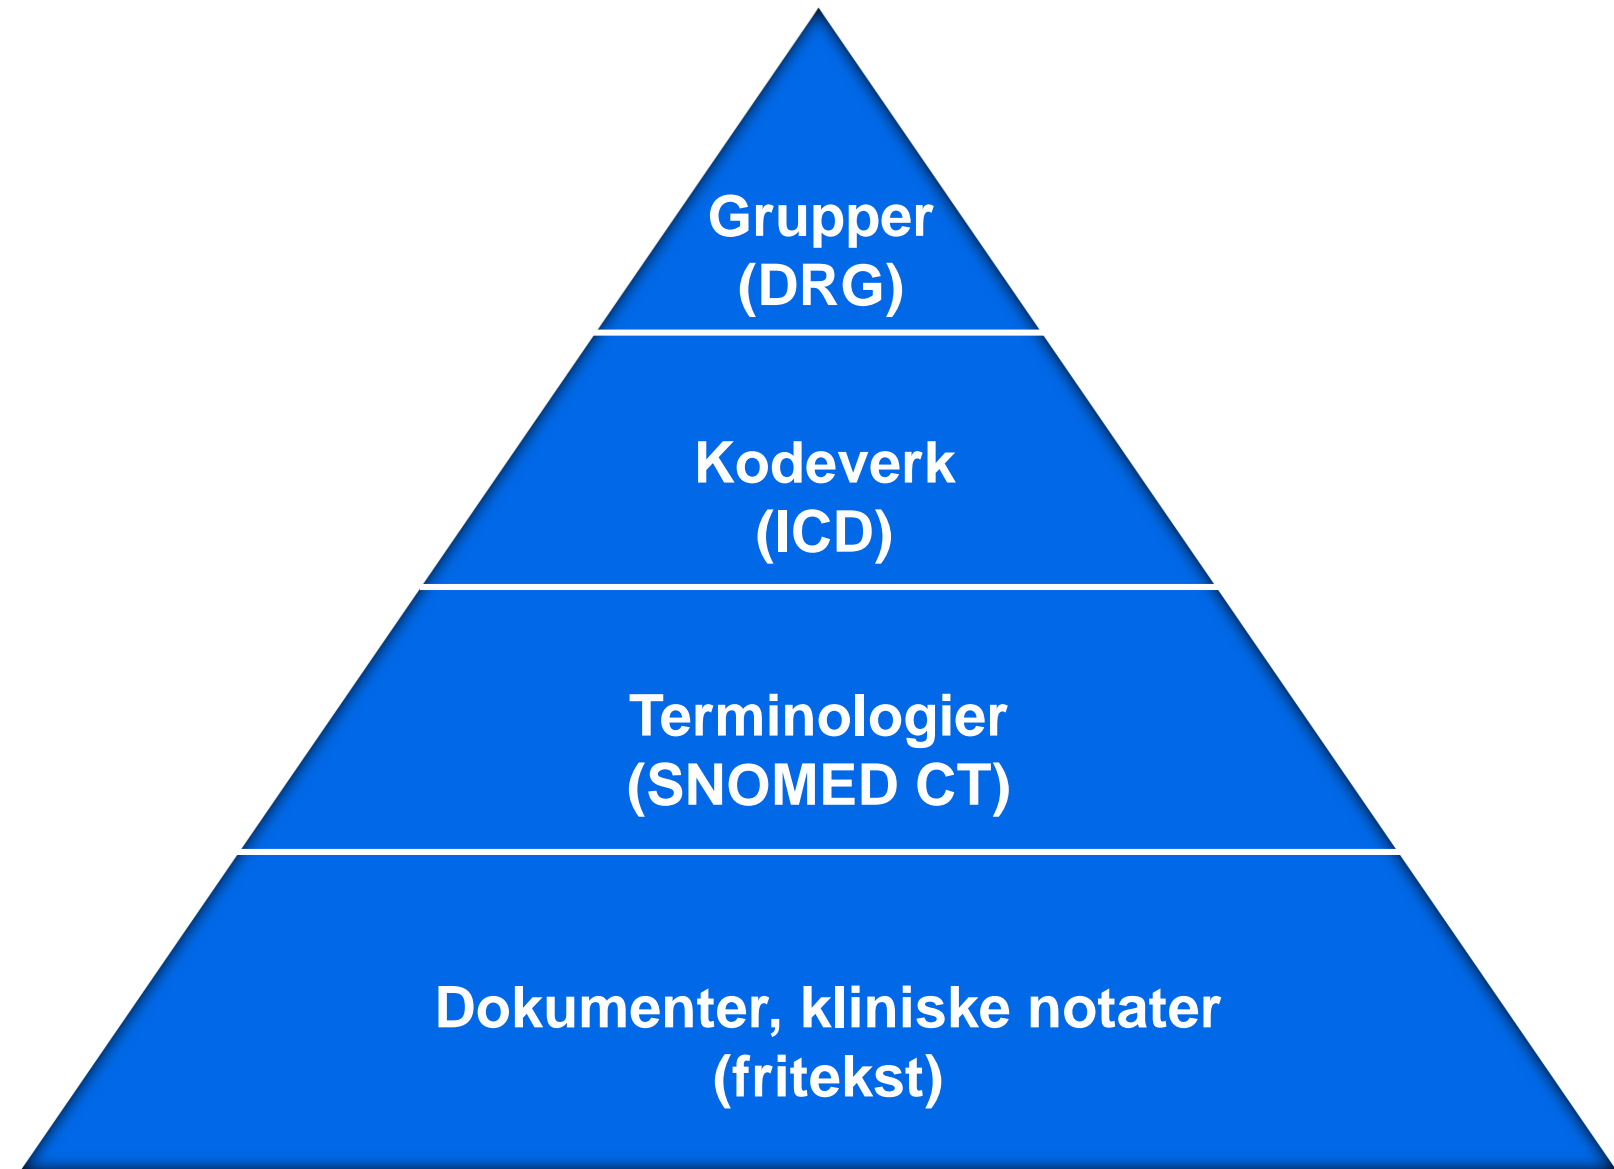 Grupper
(DRG)
Kodeverk
(ICD)
Terminologier
(SNOMED CT)
Dokumenter, kliniske notater
(fritekst)